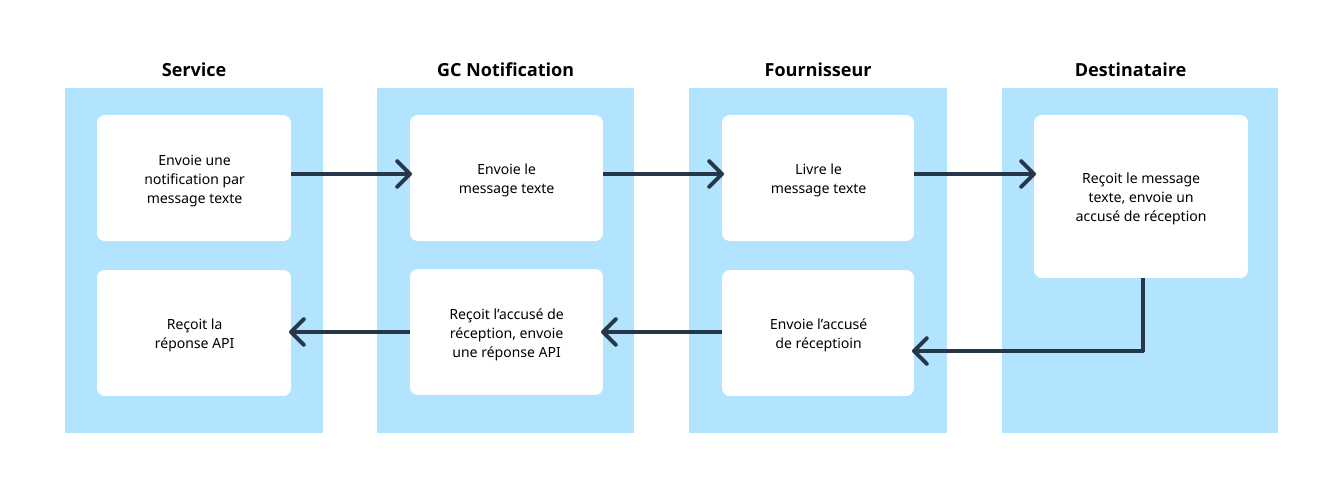 Service
GC Notification
Fournisseur
Destinataire
Envoie une
notification par
message texte
Envoie le
message texte
Livre le
message texte
Reçoit le message
texte, envoie un
accusé de réception
Reçoit la
réponse API
Reçoit l’accusé de
réception, envoie
une réponse API
Envoie l’accusé
de réceptioin